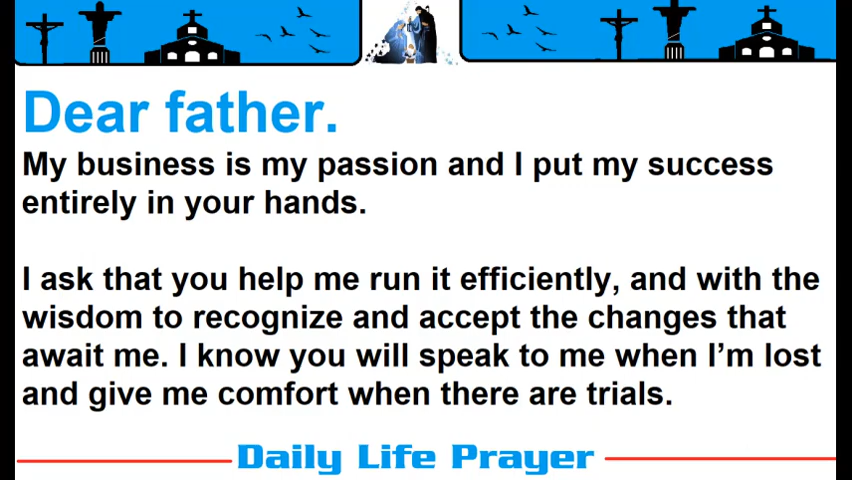 Dear father.
My business is my passion and I put my success
entirely in your hands.
I ask that you help me run it efficiently, and with the
wisdom to recognize and accept the changes that
await me. I know you will speak to me when I’m lost
and give me comfort when there are trials.
Daily Life Prayer